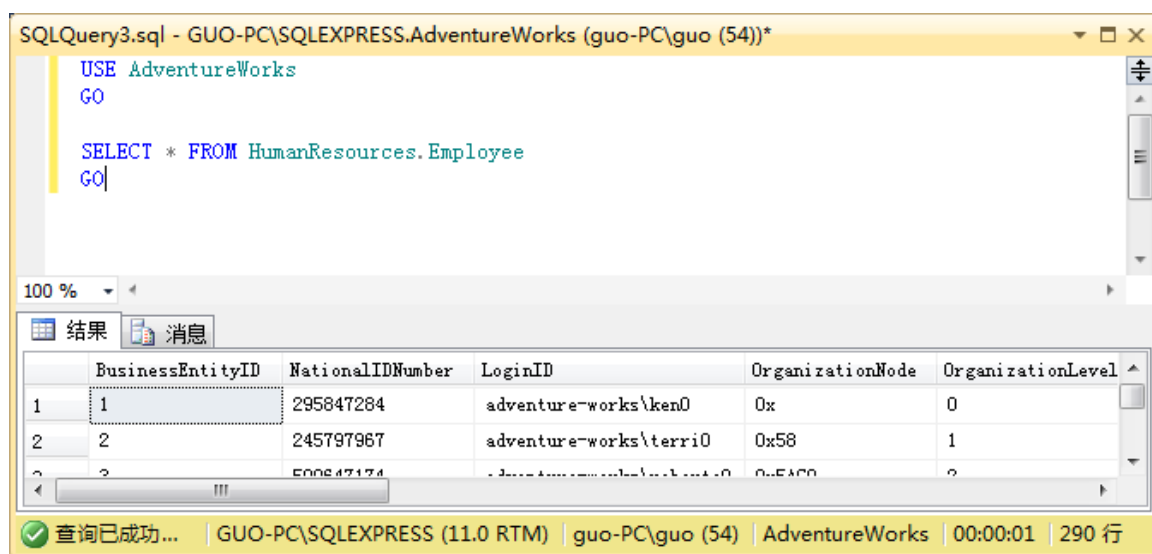 SQLQuery3.sql - GUO-PC\SQLEXPRESS.AdventureWorks (guo-PC\guo (54))*
USE AdventureWorks
GO
SELECT * FROM HumanResources.Employee
GO
100 %
结果 消息
BusinessEntityID NationalIDNumber LoginID OrganizationNode OrganizationLevel
1 1 295847284 adventure-works\ken0 0x 0
2 2 245797967 adventure-works\terri0 0x58 1
查询已成功... GUO-PC\SQLEXPRESS (11.0 RTM) guo-PC\guo (54) AdventureWorks 00:00:01 290 行